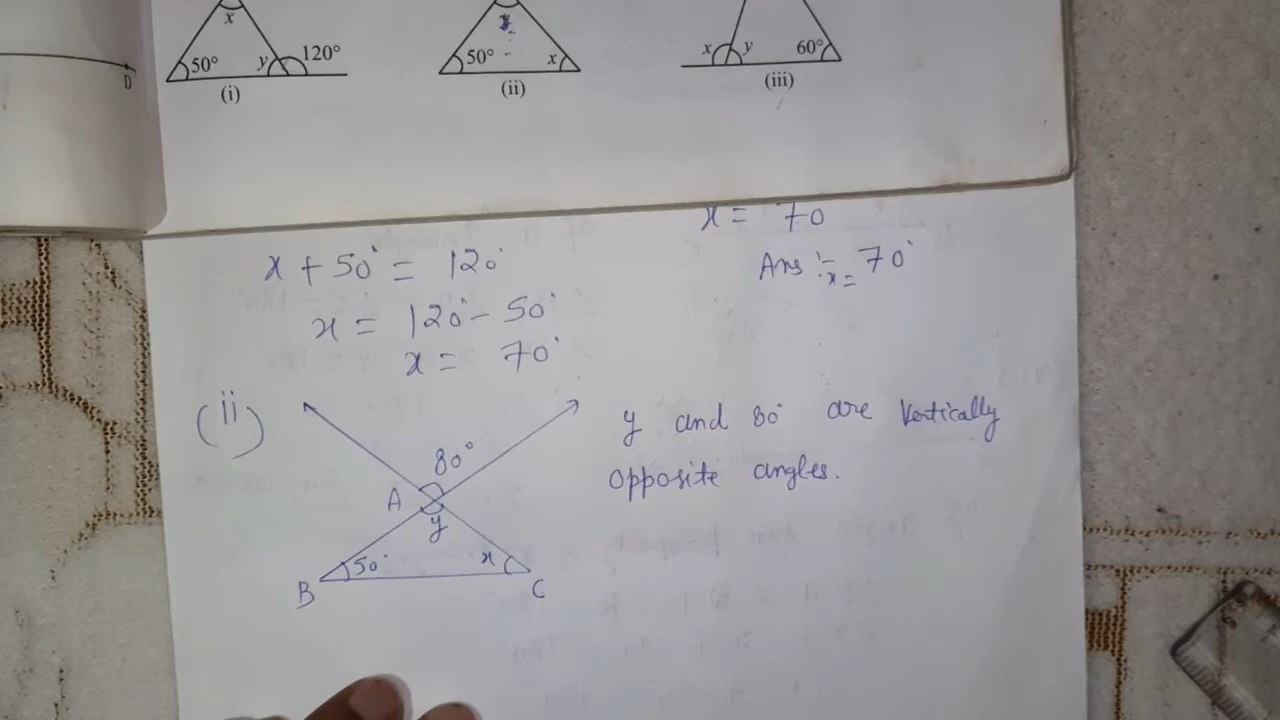 x
50°
y
120°
(i)
50°
x
(ii)
x
y
60°
(iii)
D
x + 50° = 120°
x = 120° - 50°
x = 70°
x = 70
Ans :- x = 70°
(ii)
80°
A
y
50°
x
B
C
y and 80° are Vertically
opposite angles.